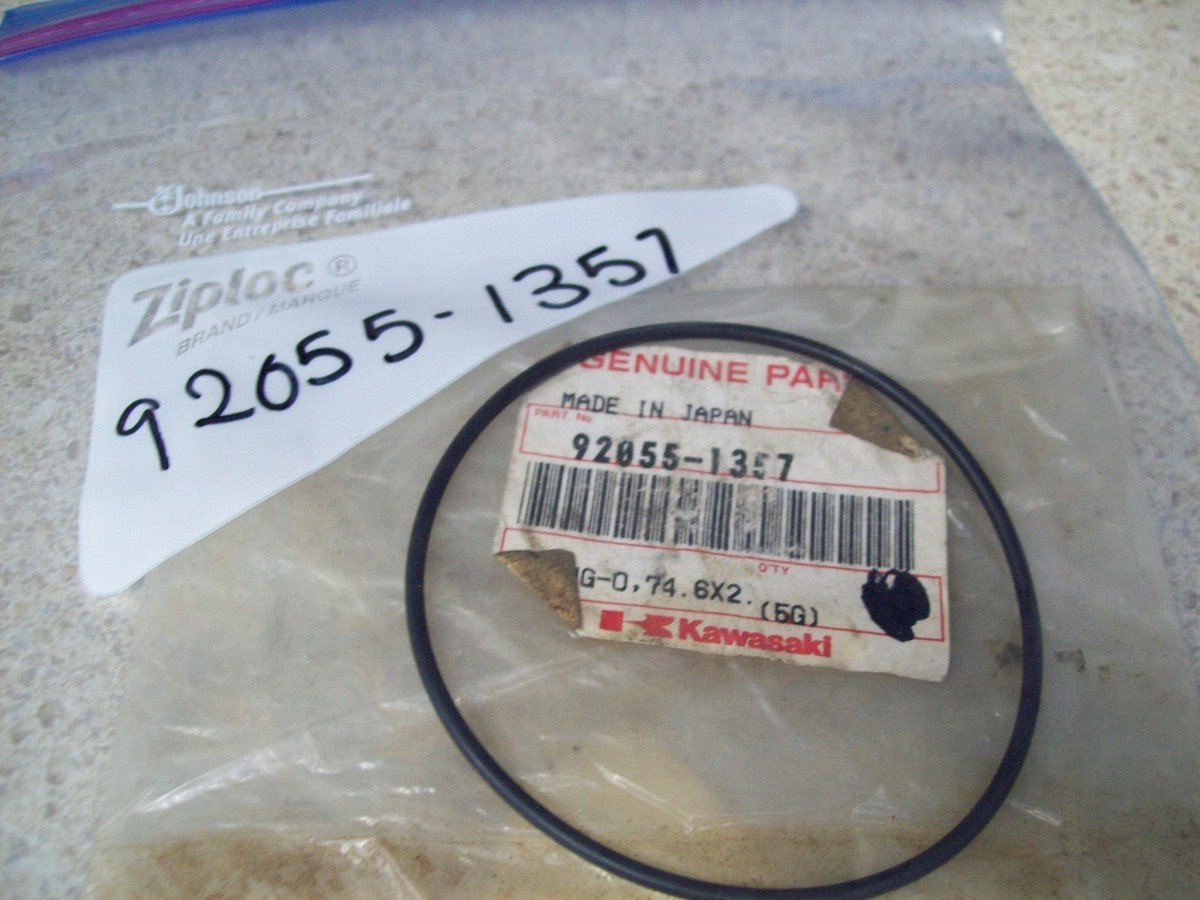 Johnson
A Family Company
Une Entreprise Familiale
Ziploc®
BRAND/MARQUE
92055-1357
GENUINE PAR
MADE IN JAPAN
PART. No.
92055-1357
Q'TY
NG-O,74.6X2. (5G)
Kawasaki